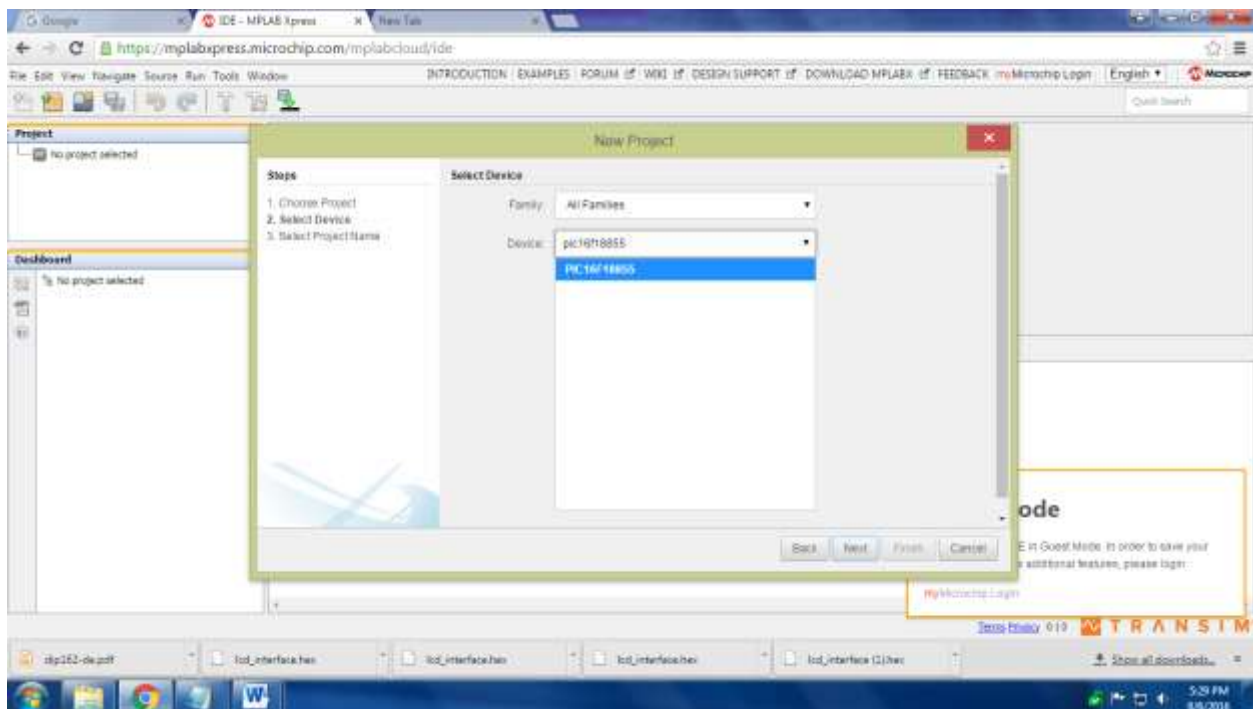 Google
IDE - MPLAB Xpress
New Tab
https://mplabxpress.microchip.com/mplabcloud/ide
File Edit View Navigate Source Run Tools Window
INTRODUCTION EXAMPLES FORUM WIKI DESIGN SUPPORT DOWNLOAD MPLABX FEEDBACK myMicrochip Login English
MICROCHIP
Quick Search
Project
No project selected
Dashboard
No project selected
New Project
Steps
1. Choose Project
2. Select Device
3. Select Project Name
Select Device
Family: All Families
Device: pic16f18855
PIC16F18855
Back Next Finish Cancel
ode
E in Guest Mode. In order to save your
additional features, please login
myMicrochip Login
Terms Privacy
TRANSIM
lcd_interface.hex
lcd_interface.hex
lcd_interface.hex
lcd_interface (1).hex
Show all downloads...
5:29 PM